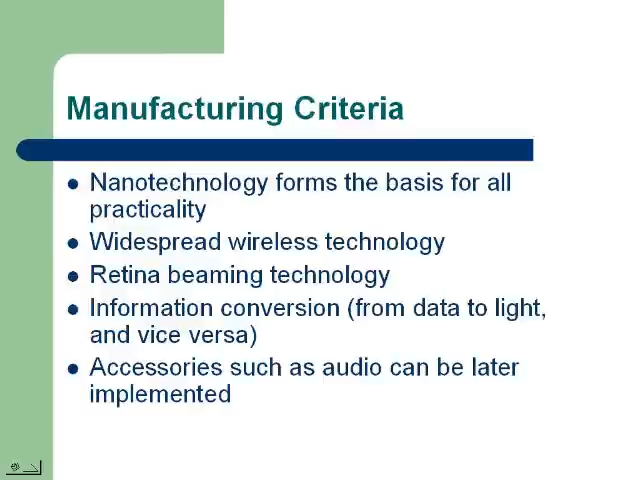 Manufacturing Criteria
Nanotechnology forms the basis for all
practicality
Widespread wireless technology
Retina beaming technology
Information conversion (from data to light,
and vice versa)
Accessories such as audio can be later
implemented